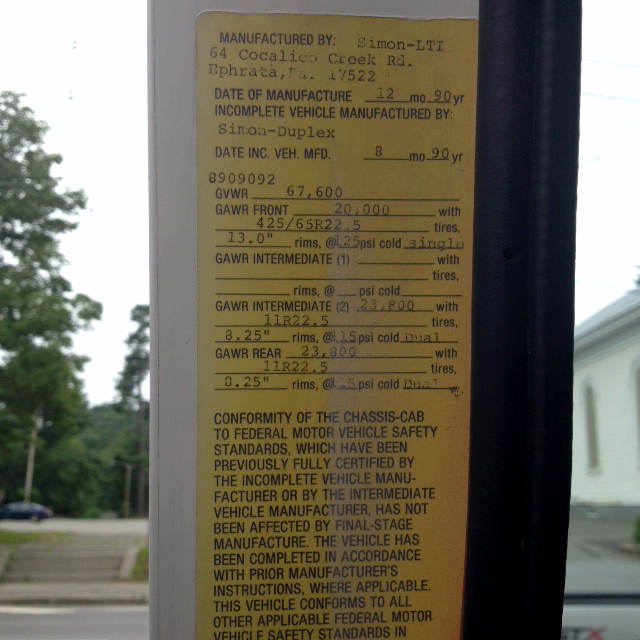 MANUFACTURED BY: Simon-LTI
64 Cocalico Creek Rd.
Ephrata, Pa. 17522
DATE OF MANUFACTURE 12 mo 90 yr
INCOMPLETE VEHICLE MANUFACTURED BY:
Simon-Duplex
DATE INC. VEH. MFD. 8 mo 90 yr
8909092
GVWR 67,600
GAWR FRONT 20,000 with
425/65R22.5 tires,
13.0" rims, @ 125 psi cold single
GAWR INTERMEDIATE (1) with
tires,
rims, @ psi cold
GAWR INTERMEDIATE (2) 23,800 with
11R22.5 tires,
8.25" rims, @ 115 psi cold Dual
GAWR REAR 23,800 with
11R22.5 tires,
8.25" rims, @ 115 psi cold Dual
CONFORMITY OF THE CHASSIS-CAB
TO FEDERAL MOTOR VEHICLE SAFETY
STANDARDS, WHICH HAVE BEEN
PREVIOUSLY FULLY CERTIFIED BY
THE INCOMPLETE VEHICLE MANU-
FACTURER OR BY THE INTERMEDIATE
VEHICLE MANUFACTURER, HAS NOT
BEEN AFFECTED BY FINAL-STAGE
MANUFACTURE. THE VEHICLE HAS
BEEN COMPLETED IN ACCORDANCE
WITH PRIOR MANUFACTURER'S
INSTRUCTIONS, WHERE APPLICABLE.
THIS VEHICLE CONFORMS TO ALL
OTHER APPLICABLE FEDERAL MOTOR
VEHICLE SAFETY STANDARDS IN